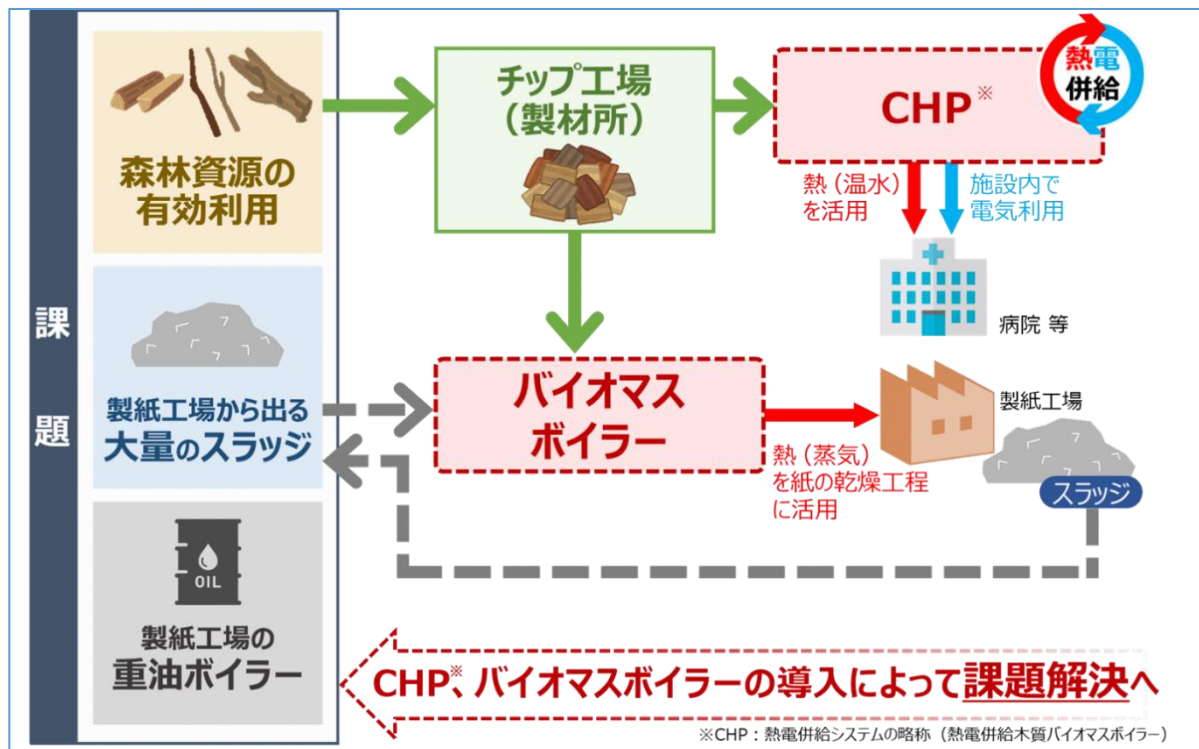 課題
森林資源の
有効利用
製紙工場から出る
大量のスラッジ
OIL
製紙工場の
重油ボイラー
チップ工場
（製材所）
CHP※
熱電
併給
熱（温水）
を活用
施設内で
電気利用
病院 等
バイオマス
ボイラー
熱（蒸気）
を紙の乾燥工程
に活用
製紙工場
スラッジ
CHP※、バイオマスボイラーの導入によって課題解決へ
※CHP：熱電併給システムの略称（熱電併給木質バイオマスボイラー）